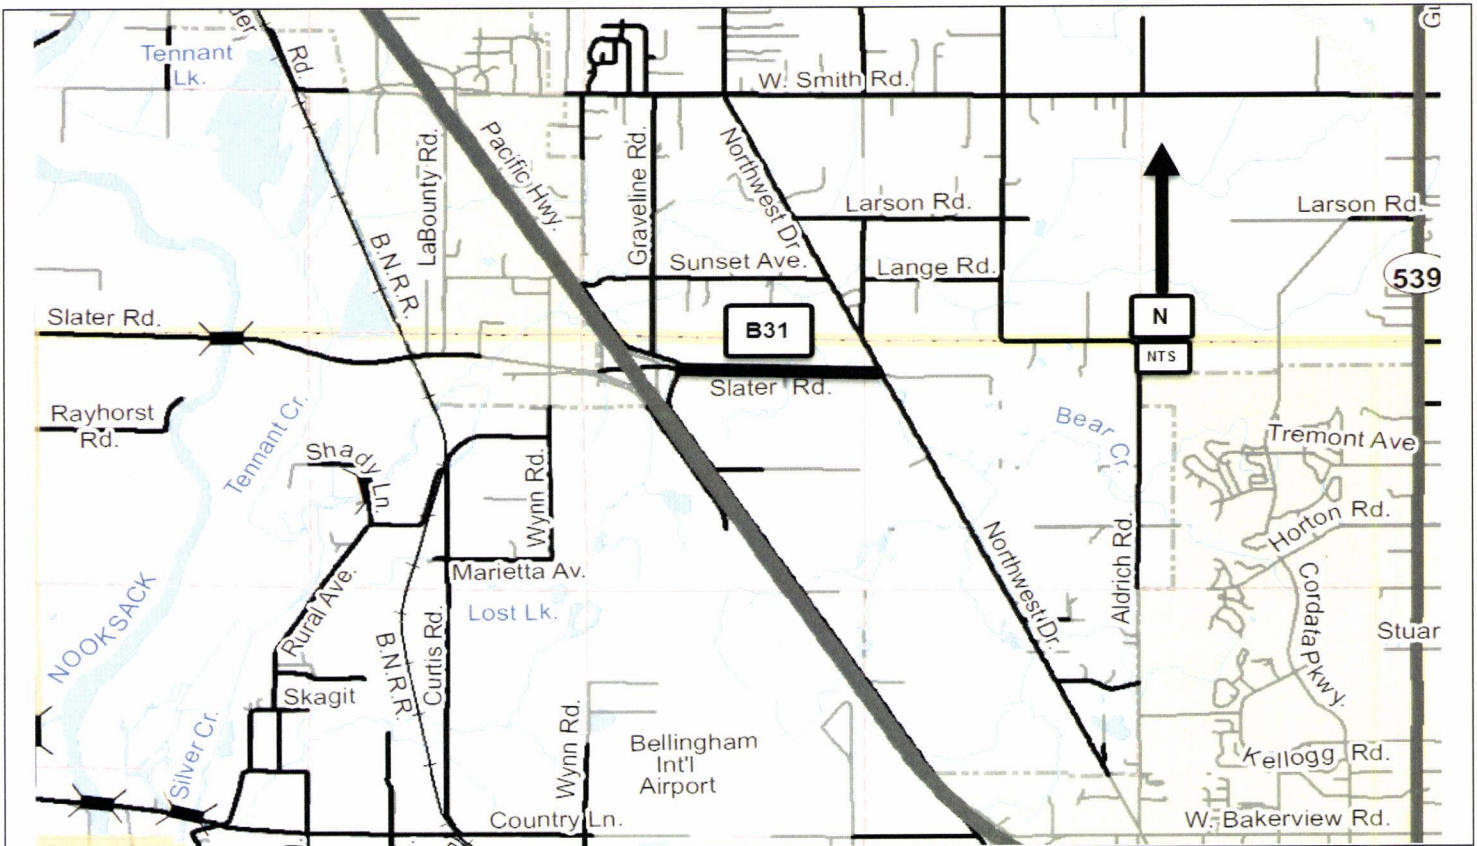 der
Rd.
Tennant
Lk.
Pacific Hwy.
LaBounty Rd.
B.N.R.R.
Graveline Rd.
W. Smith Rd.
Northwest Dr
Larson Rd.
Larson Rd.
Sunset Ave.
Lange Rd.
539
Slater Rd.
B31
N
NTS
Slater Rd.
Rayhorst
Rd.
Tennant Cr.
Shady Ln.
Wynn Rd.
Bear Cr.
Tremont Ave
Horton Rd.
Marietta Av.
Lost Lk.
Rural Ave.
Curtis Rd.
B.N.R.R.
NOOKSACK
Northwest Dr.
Aldrich Rd.
Cordata Pkwy.
Stuar
Skagit
Silver Cr.
Wynn Rd.
Bellingham
Int'l
Airport
Kellogg Rd.
Country Ln.
W. Bakerview Rd.